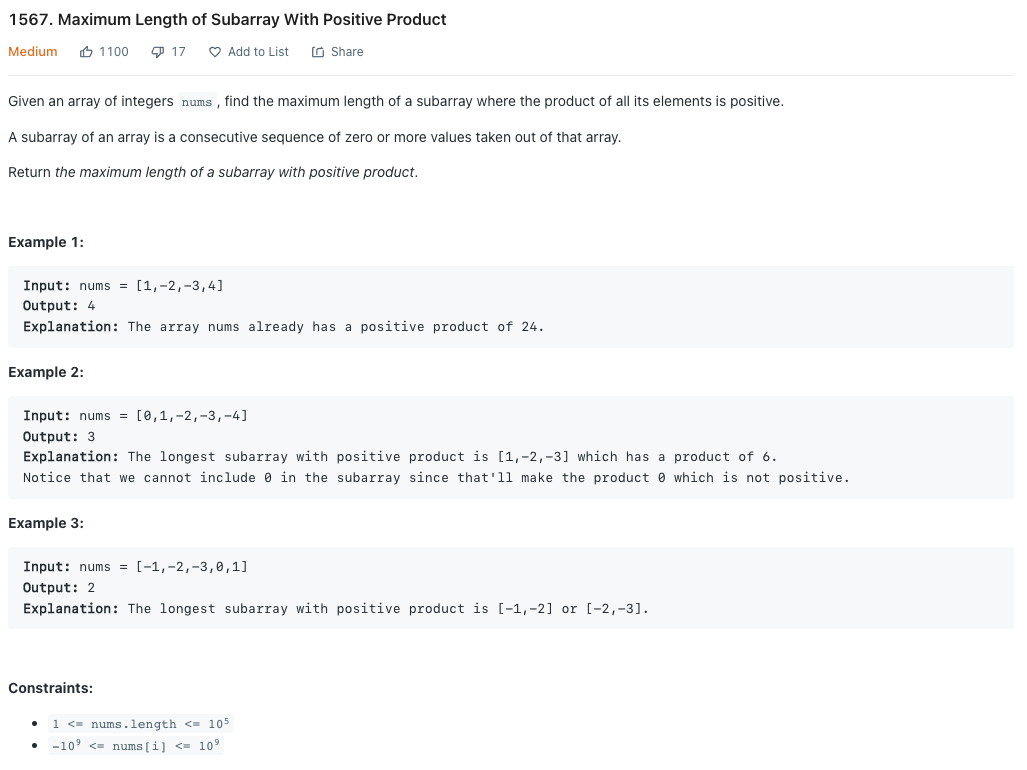 1567. Maximum Length of Subarray With Positive Product
Medium 1100 17 Add to List Share
Given an array of integers nums , find the maximum length of a subarray where the product of all its elements is positive.
A subarray of an array is a consecutive sequence of zero or more values taken out of that array.
Return the maximum length of a subarray with positive product.
Example 1:
Input: nums = [1,-2,-3,4]
Output: 4
Explanation: The array nums already has a positive product of 24.
Example 2:
Input: nums = [0,1,-2,-3,-4]
Output: 3
Explanation: The longest subarray with positive product is [1,-2,-3] which has a product of 6.
Notice that we cannot include 0 in the subarray since that'll make the product 0 which is not positive.
Example 3:
Input: nums = [-1,-2,-3,0,1]
Output: 2
Explanation: The longest subarray with positive product is [-1,-2] or [-2,-3].
Constraints:
• 1 <= nums.length <= 10⁵
• -10⁹ <= nums[i] <= 10⁹